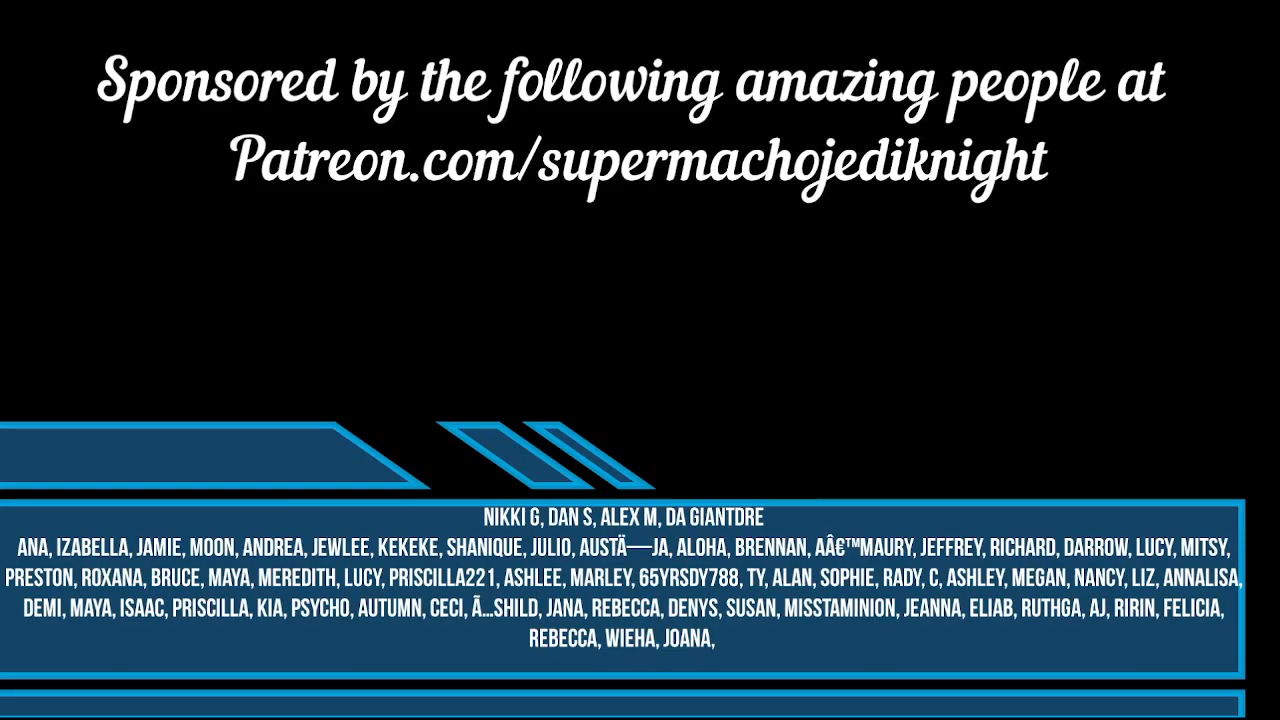 Sponsored by the following amazing people at
Patreon.com/supermachojediknight
NIKKI G, DAN S, ALEX M, DA GIANTDRE
ANA, IZABELLA, JAMIE, MOON, ANDREA, JEWLEE, KEKEKE, SHANIQUE, JULIO, AUSTÄ—JA, ALOHA, BRENNAN, AÂ€™MAURY, JEFFREY, RICHARD, DARROW, LUCY, MITSY,
PRESTON, ROXANA, BRUCE, MAYA, MEREDITH, LUCY, PRISCILLA221, ASHLEE, MARLEY, 65YRSDY788, TY, ALAN, SOPHIE, RADY, C, ASHLEY, MEGAN, NANCY, LIZ, ANNALISA,
DEMI, MAYA, ISAAC, PRISCILLA, KIA, PSYCHO, AUTUMN, CECI, Ã…SHILD, JANA, REBECCA, DENYS, SUSAN, MISSTAMINION, JEANNA, ELIAB, RUTHGA, AJ, RIRIN, FELICIA,
REBECCA, WIEHA, JOANA,